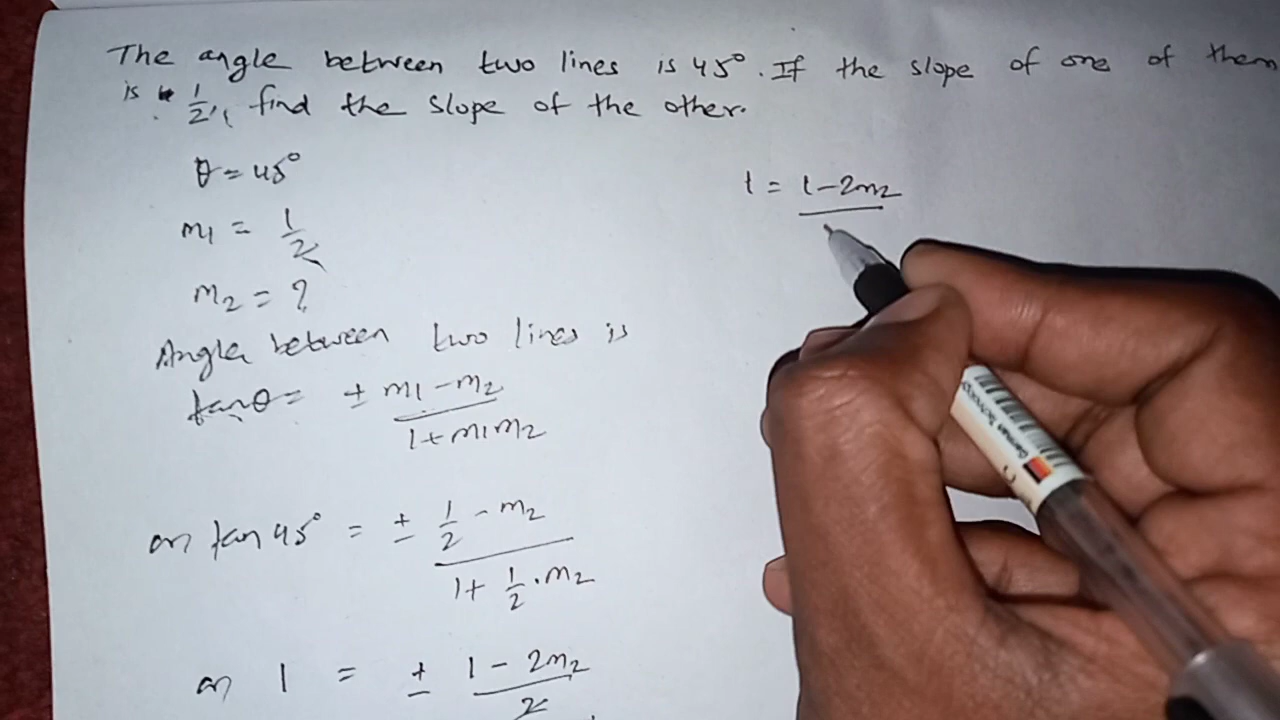 The angle between two lines is 45°. If the slope of one of them
is 1/2, find the slope of the other.
θ = 45°
m1 = 1/2
m2 = ?
Angle between two lines is
tanθ = ± (m1 - m2)/(1 + m1m2)
or tan 45° = ± (1/2 - m2)/(1 + 1/2 . m2)
or 1 = ± (1 - 2m2)/2
1 = 1 - 2m2
German Technology